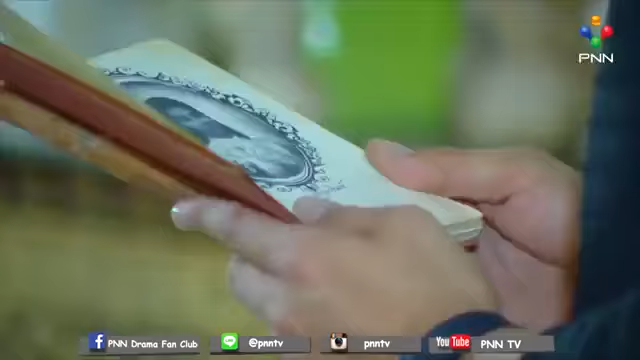 PNN
PNN Drama Fan Club
@pnntv
pnntv
You Tube PNN TV